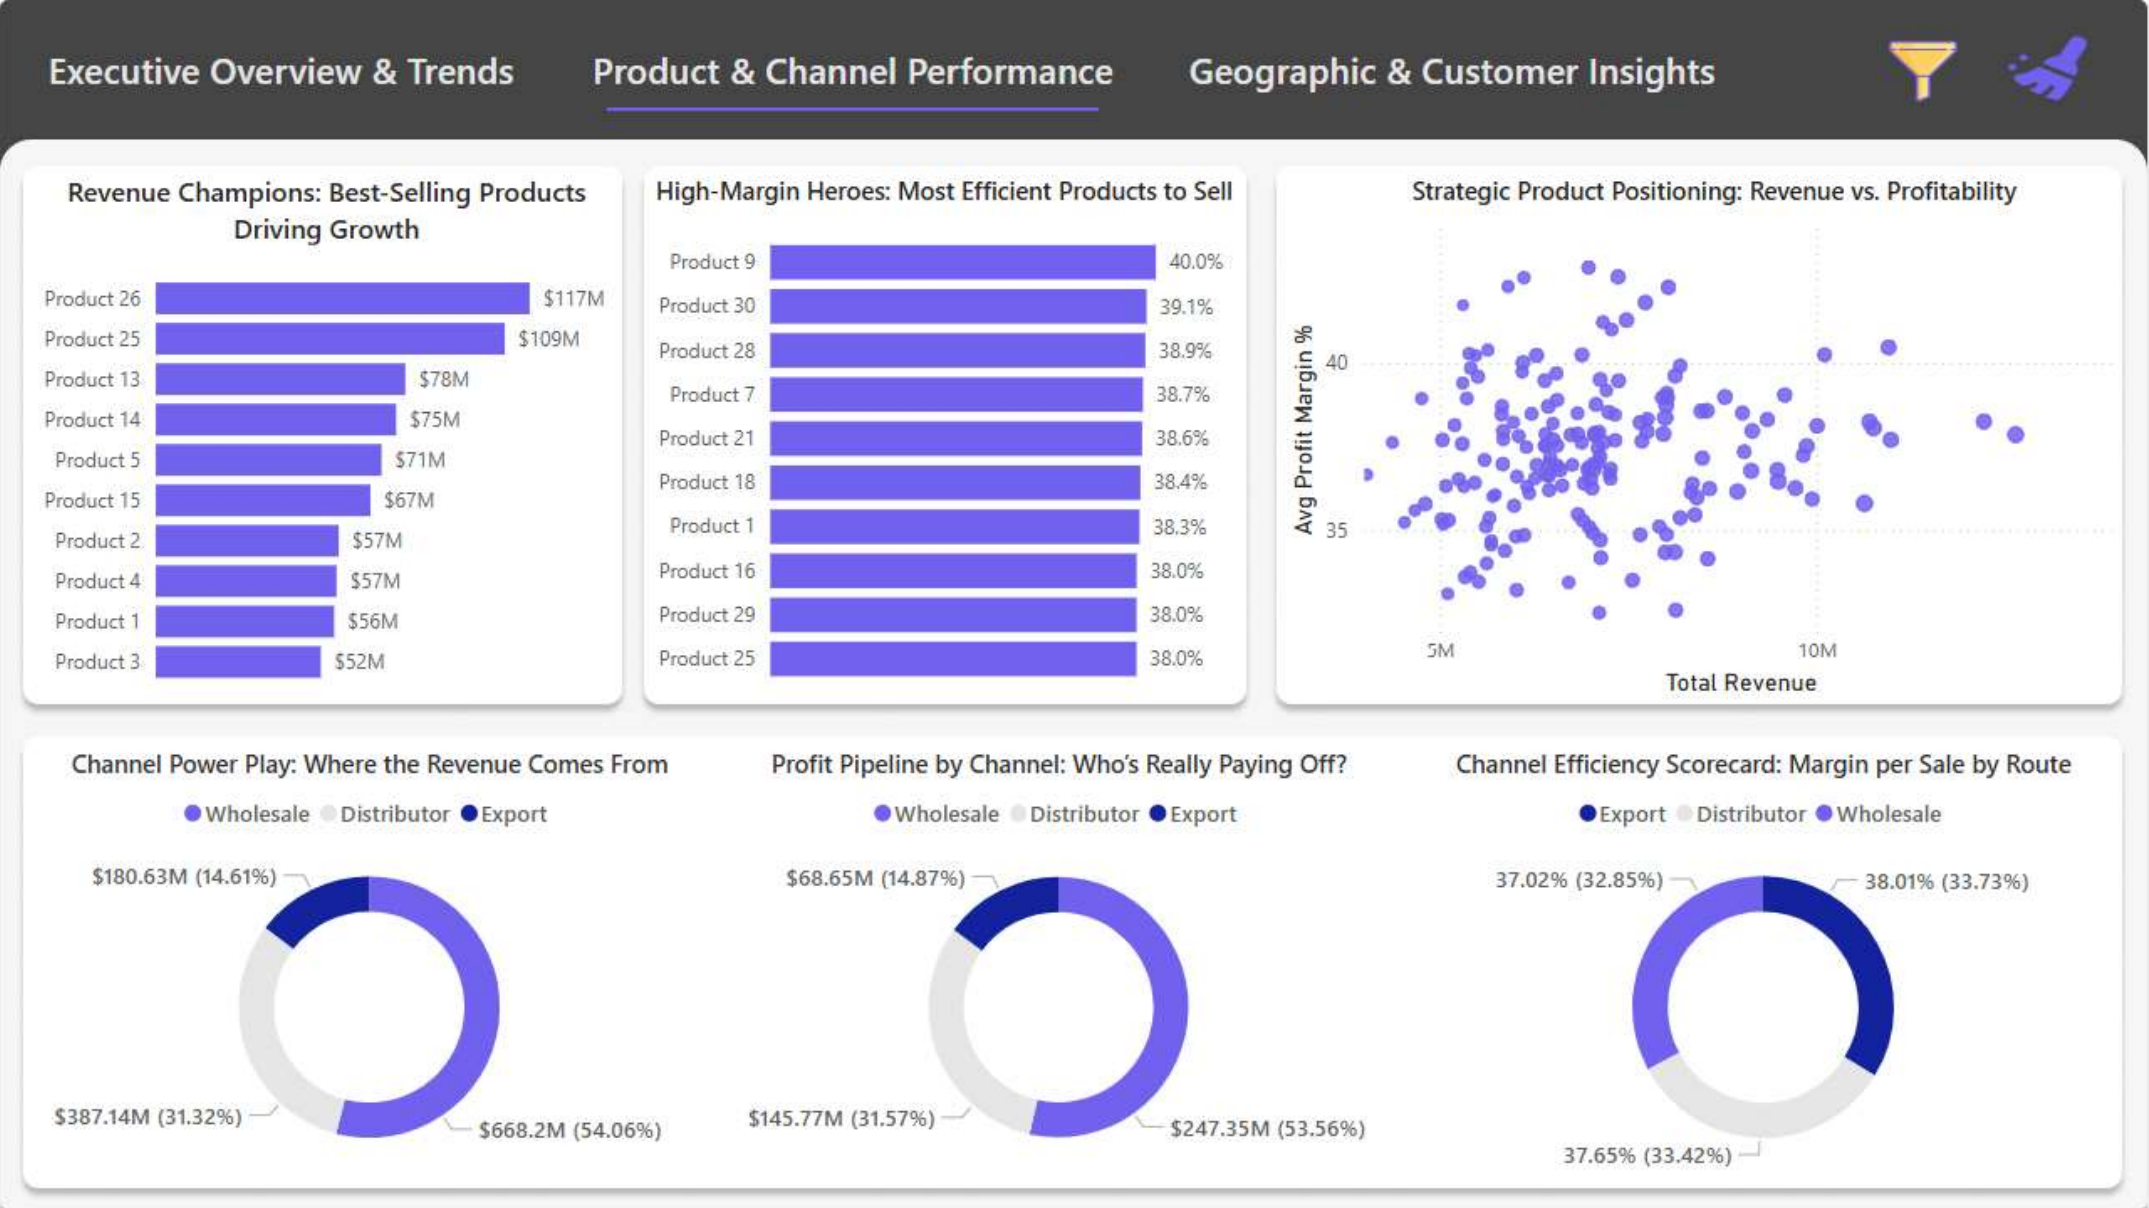 Executive Overview & Trends
Product & Channel Performance
Geographic & Customer Insights
Revenue Champions: Best-Selling Products
Driving Growth
Product 26 $117M
Product 25 $109M
Product 13 $78M
Product 14 $75M
Product 5 $71M
Product 15 $67M
Product 2 $57M
Product 4 $57M
Product 1 $56M
Product 3 $52M
High-Margin Heroes: Most Efficient Products to Sell
Product 9 40.0%
Product 30 39.1%
Product 28 38.9%
Product 7 38.7%
Product 21 38.6%
Product 18 38.4%
Product 1 38.3%
Product 16 38.0%
Product 29 38.0%
Product 25 38.0%
Strategic Product Positioning: Revenue vs. Profitability
Avg Profit Margin %
40
35
5M 10M
Total Revenue
Channel Power Play: Where the Revenue Comes From
Wholesale Distributor Export
$180.63M (14.61%)
$387.14M (31.32%)
$668.2M (54.06%)
Profit Pipeline by Channel: Who's Really Paying Off?
Wholesale Distributor Export
$68.65M (14.87%)
$145.77M (31.57%)
$247.35M (53.56%)
Channel Efficiency Scorecard: Margin per Sale by Route
Export Distributor Wholesale
37.02% (32.85%)
38.01% (33.73%)
37.65% (33.42%)